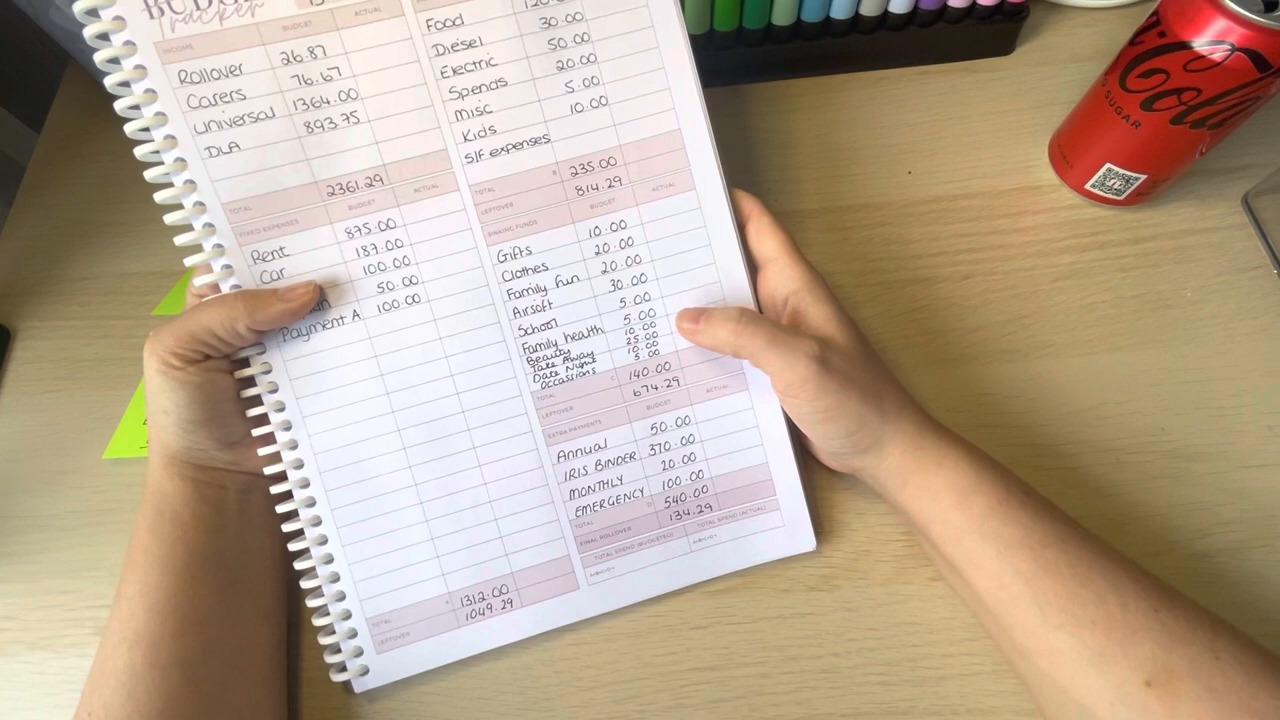 BUDGET
Tracker
INCOME BUDGET ACTUAL
Rollover 26.87
Carers 76.67
Universal 1364.00
DLA 893.75
TOTAL 2361.29
FIXED EXPENSES BUDGET ACTUAL
Rent 875.00
Car 187.00
100.00
50.00
Payment A 100.00
TOTAL 1312.00
LEFTOVER 1049.29
Food
Diesel 30.00
Electric 50.00
Spends 20.00
misc 5.00
Kids 10.00
S/F expenses
TOTAL B 235.00
LEFTOVER 814.29
SINKING FUNDS BUDGET ACTUAL
Gifts 10.00
Clothes 20.00
Family fun 20.00
Airsoft 30.00
School 5.00
Family health 5.00
Beauty 10.00
Take Away 25.00
Date Night 10.00
occassions 5.00
TOTAL C 140.00
LEFTOVER 674.29
EXTRA PAYMENTS BUDGET ACTUAL
Annual 50.00
IRIS BINDER 370.00
MONTHLY 20.00
EMERGENCY 100.00
TOTAL D 540.00
FINAL ROLLOVER 134.29
TOTAL SPEND (BUDGETED) TOTAL SPEND (ACTUAL)
A+B+C+D= A+B+C+D=
Coca-Cola
SUGAR